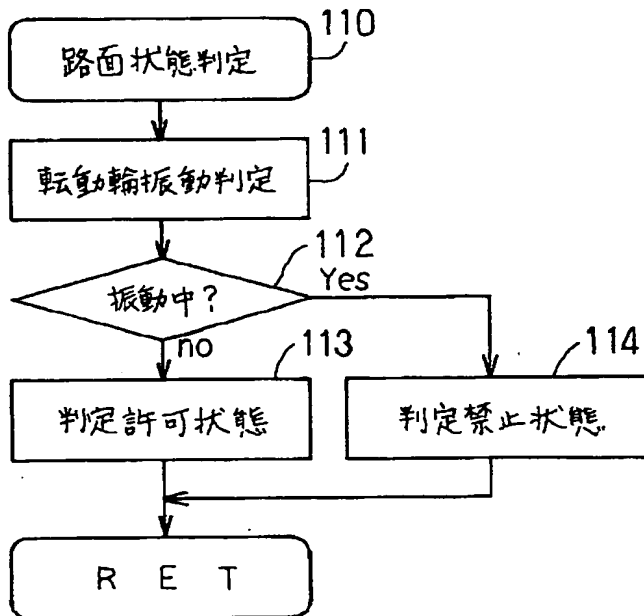 110
路面状態判定
111
転動輪振動判定
112
振動中?
Yes
no
113
判定許可状態
114
判定禁止状態
R E T